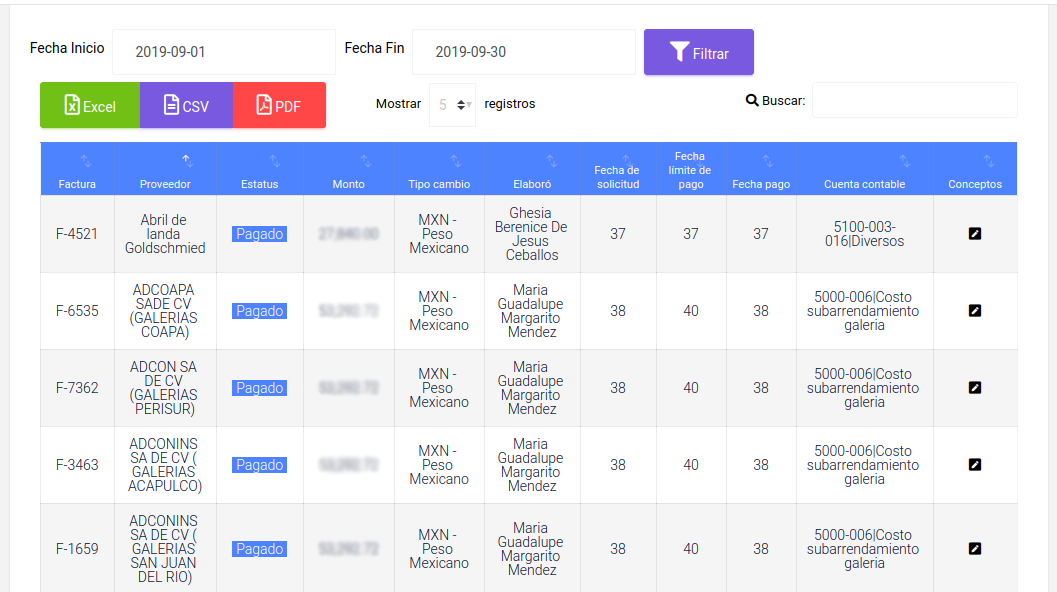 Fecha Inicio 2019-09-01 Fecha Fin 2019-09-30 Filtrar
Excel CSV PDF Mostrar 5 registros Buscar:
Factura Proveedor Estatus Monto Tipo cambio Elaboró Fecha de solicitud Fecha límite de pago Fecha pago Cuenta contable Conceptos
F-4521 Abril de Ianda Goldschmied Pagado MXN - Peso Mexicano Ghesia Berenice De Jesus Ceballos 37 37 37 5100-003-016|Diversos
F-6535 ADCOAPA SADE CV (GALERIAS COAPA) Pagado MXN - Peso Mexicano Maria Guadalupe Margarito Mendez 38 40 38 5000-006|Costo subarrendamiento galeria
F-7362 ADCON SA DE CV (GALERIAS PERISUR) Pagado MXN - Peso Mexicano Maria Guadalupe Margarito Mendez 38 40 38 5000-006|Costo subarrendamiento galeria
F-3463 ADCONINS SA DE CV ( GALERIAS ACAPULCO) Pagado MXN - Peso Mexicano Maria Guadalupe Margarito Mendez 38 40 38 5000-006|Costo subarrendamiento galeria
F-1659 ADCONINS SA DE CV ( GALERIAS SAN JUAN DEL RIO) Pagado MXN - Peso Mexicano Maria Guadalupe Margarito Mendez 38 40 38 5000-006|Costo subarrendamiento galeria